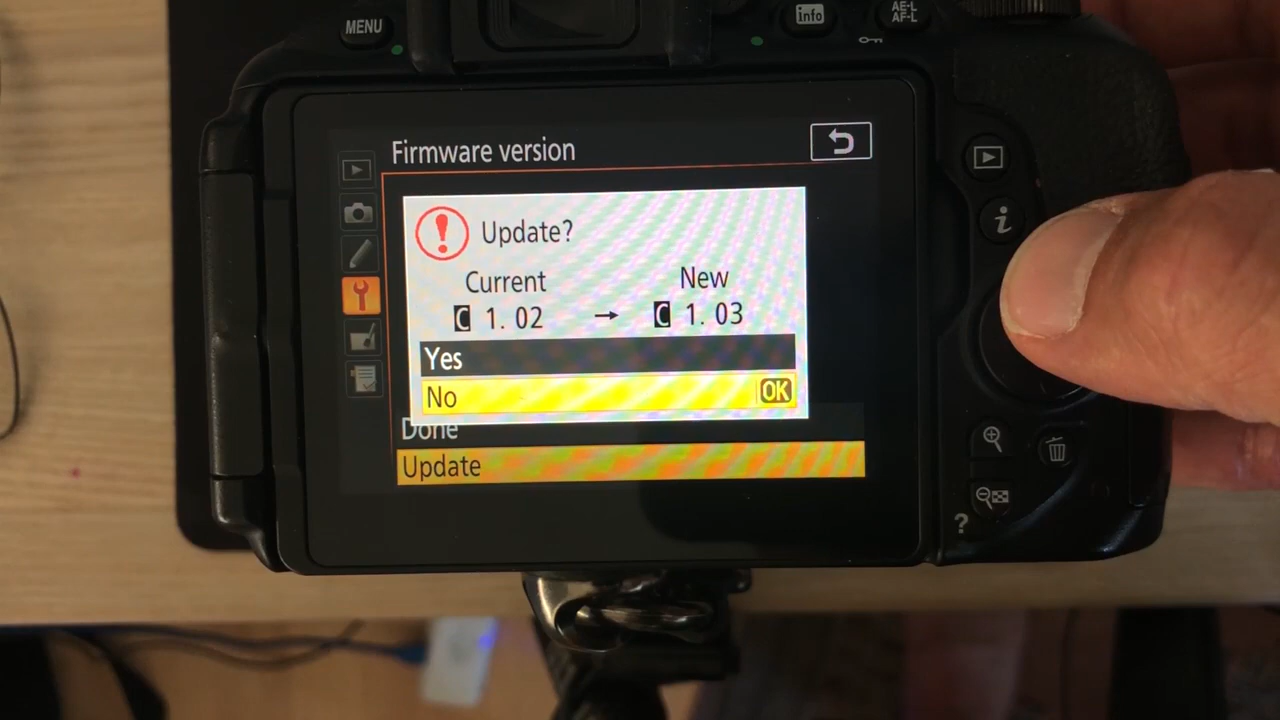 MENU
info
AE-L
AF-L
Firmware version
Update?
Current New
C 1. 02 → C 1. 03
Yes
No OK
Done
Update
i
?